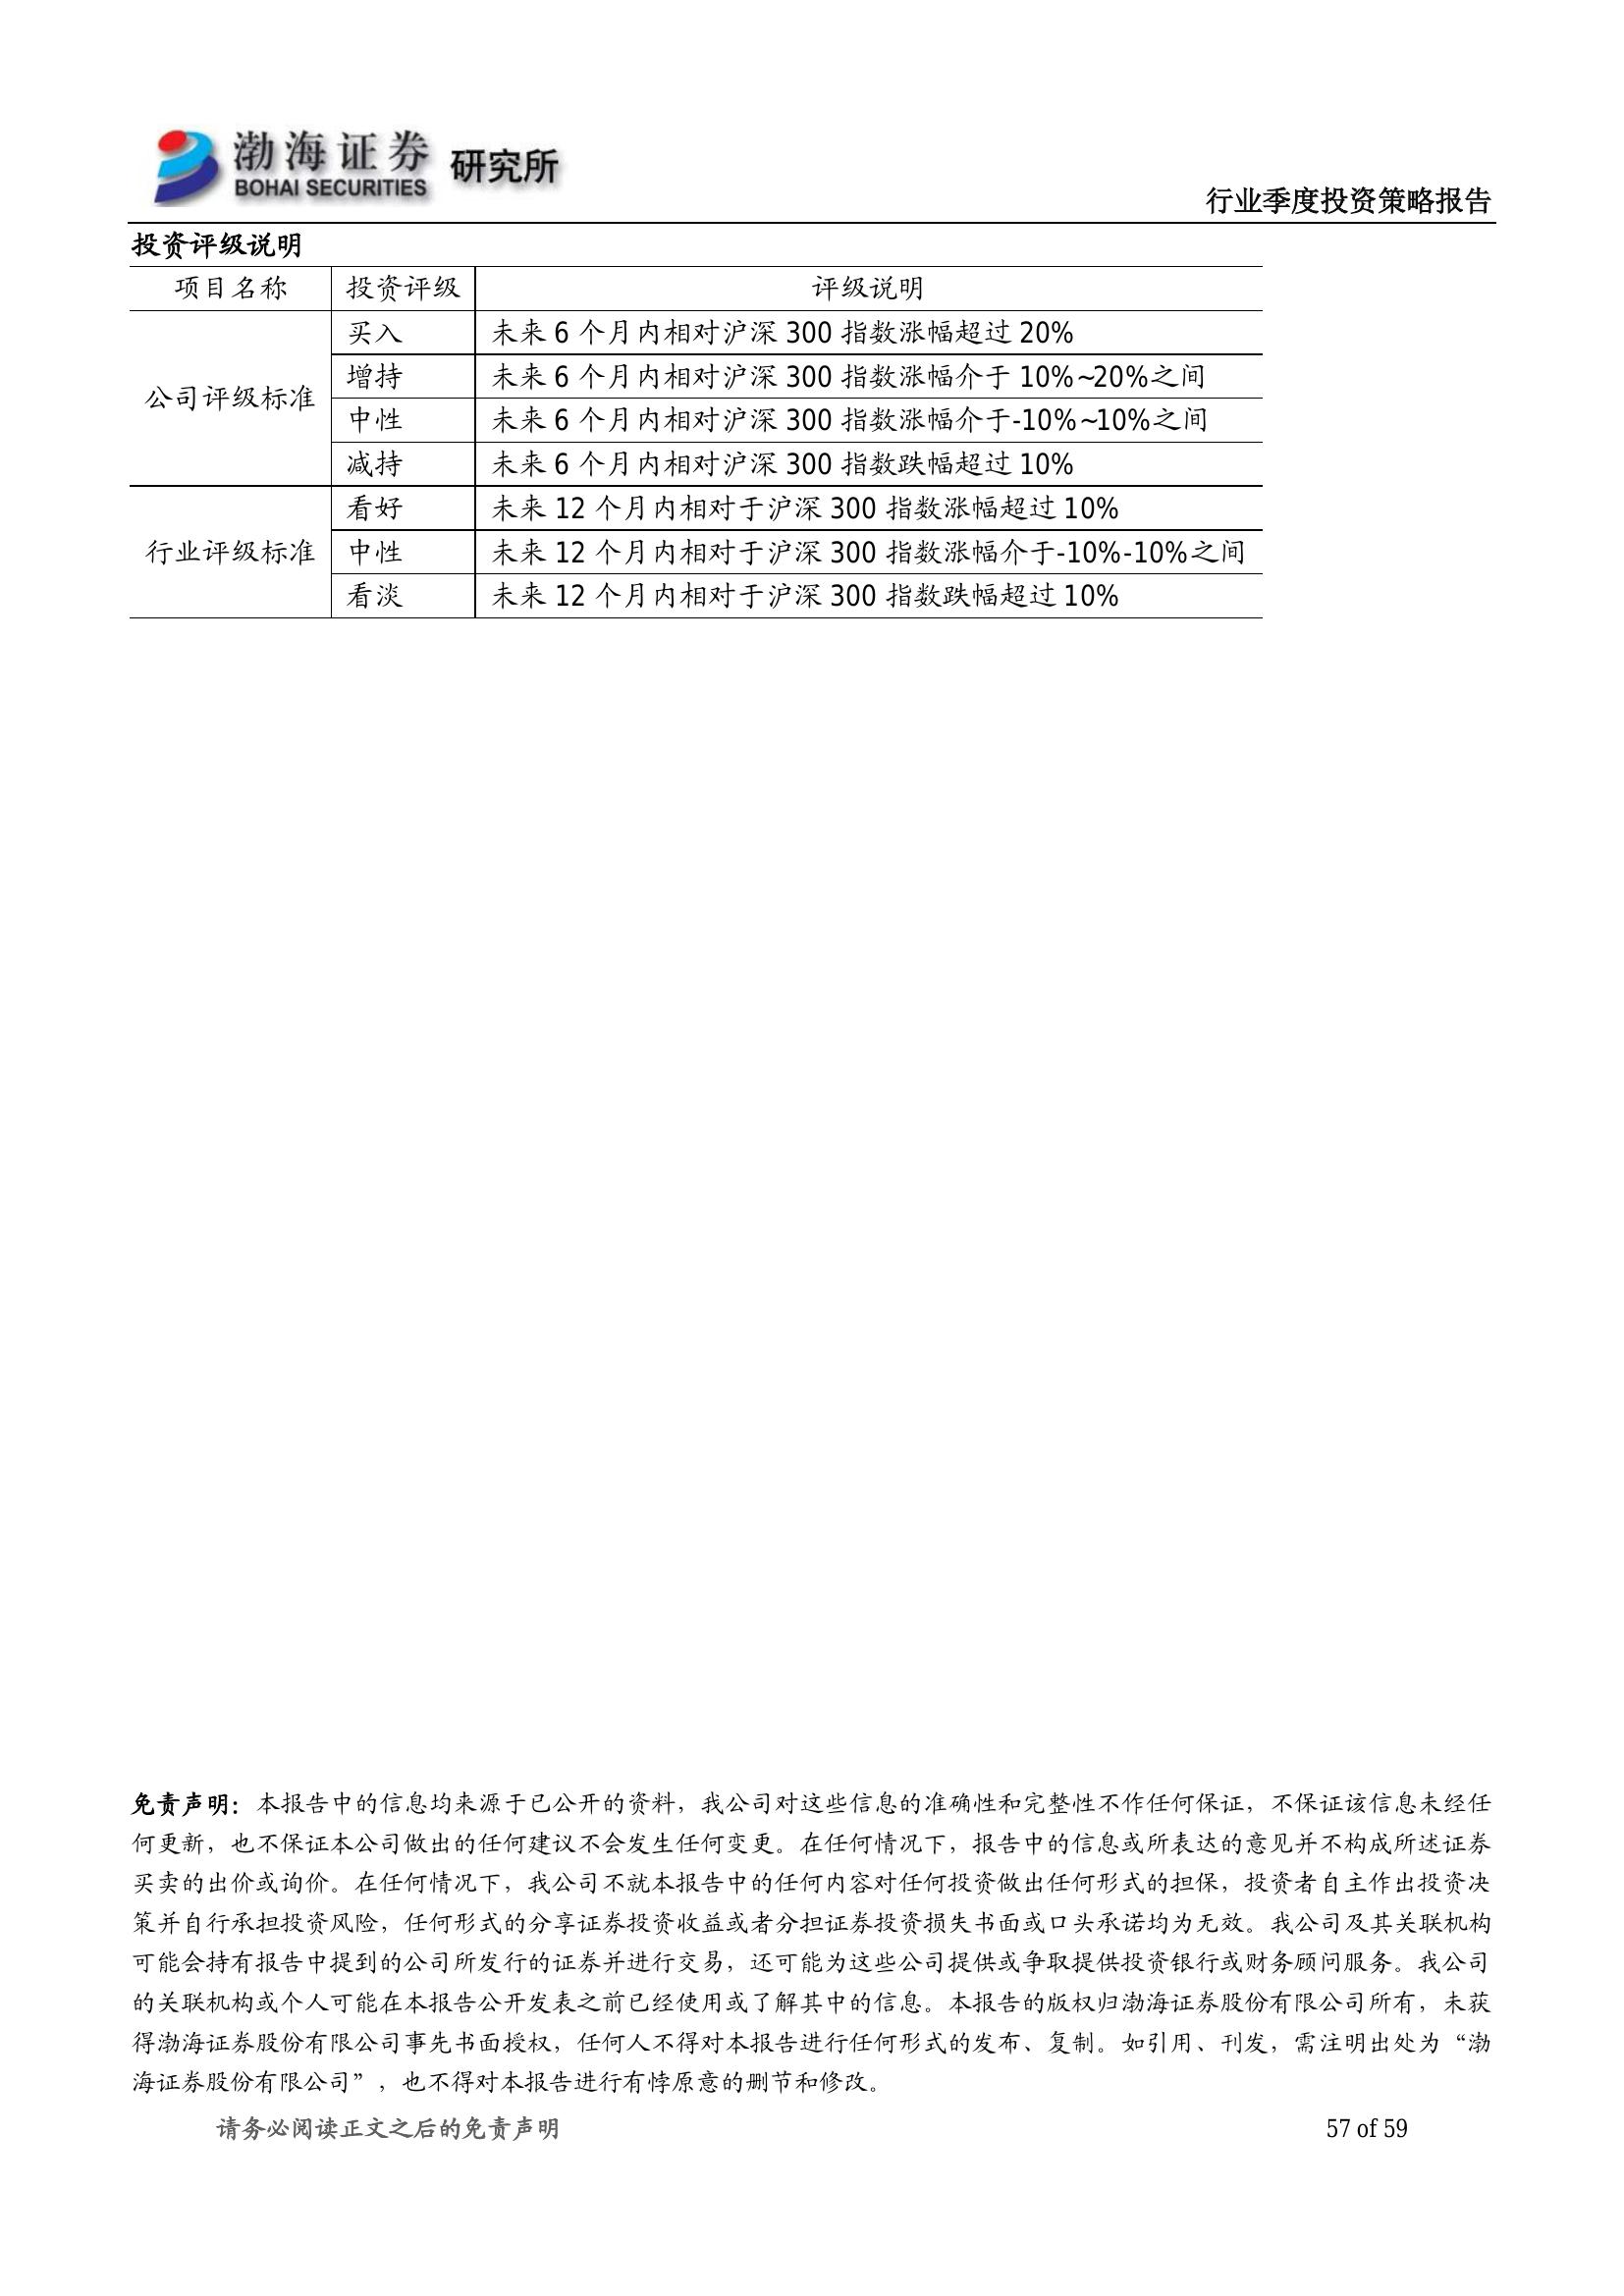 渤海证券 研究所
BOHAI SECURITIES
行业季度投资策略报告
投资评级说明
项目名称 投资评级 评级说明
公司评级标准 买入 未来 6 个月内相对沪深 300 指数涨幅超过 20%
增持 未来 6 个月内相对沪深 300 指数涨幅介于 10%~20%之间
中性 未来 6 个月内相对沪深 300 指数涨幅介于-10%~10%之间
减持 未来 6 个月内相对沪深 300 指数跌幅超过 10%
行业评级标准 看好 未来 12 个月内相对于沪深 300 指数涨幅超过 10%
中性 未来 12 个月内相对于沪深 300 指数涨幅介于-10%-10%之间
看淡 未来 12 个月内相对于沪深 300 指数跌幅超过 10%
免责声明：本报告中的信息均来源于已公开的资料，我公司对这些信息的准确性和完整性不作任何保证，不保证该信息未经任
何更新，也不保证本公司做出的任何建议不会发生任何变更。在任何情况下，报告中的信息或所表达的意见并不构成所述证券
买卖的出价或询价。在任何情况下，我公司不就本报告中的任何内容对任何投资做出任何形式的担保，投资者自主作出投资决
策并自行承担投资风险，任何形式的分享证券投资收益或者分担证券投资损失书面或口头承诺均为无效。我公司及其关联机构
可能会持有报告中提到的公司所发行的证券并进行交易，还可能为这些公司提供或争取提供投资银行或财务顾问服务。我公司
的关联机构或个人可能在本报告公开发表之前已经使用或了解其中的信息。本报告的版权归渤海证券股份有限公司所有，未获
得渤海证券股份有限公司事先书面授权，任何人不得对本报告进行任何形式的发布、复制。如引用、刊发，需注明出处为“渤
海证券股份有限公司”，也不得对本报告进行有悖原意的删节和修改。
请务必阅读正文之后的免责声明 57 of 59